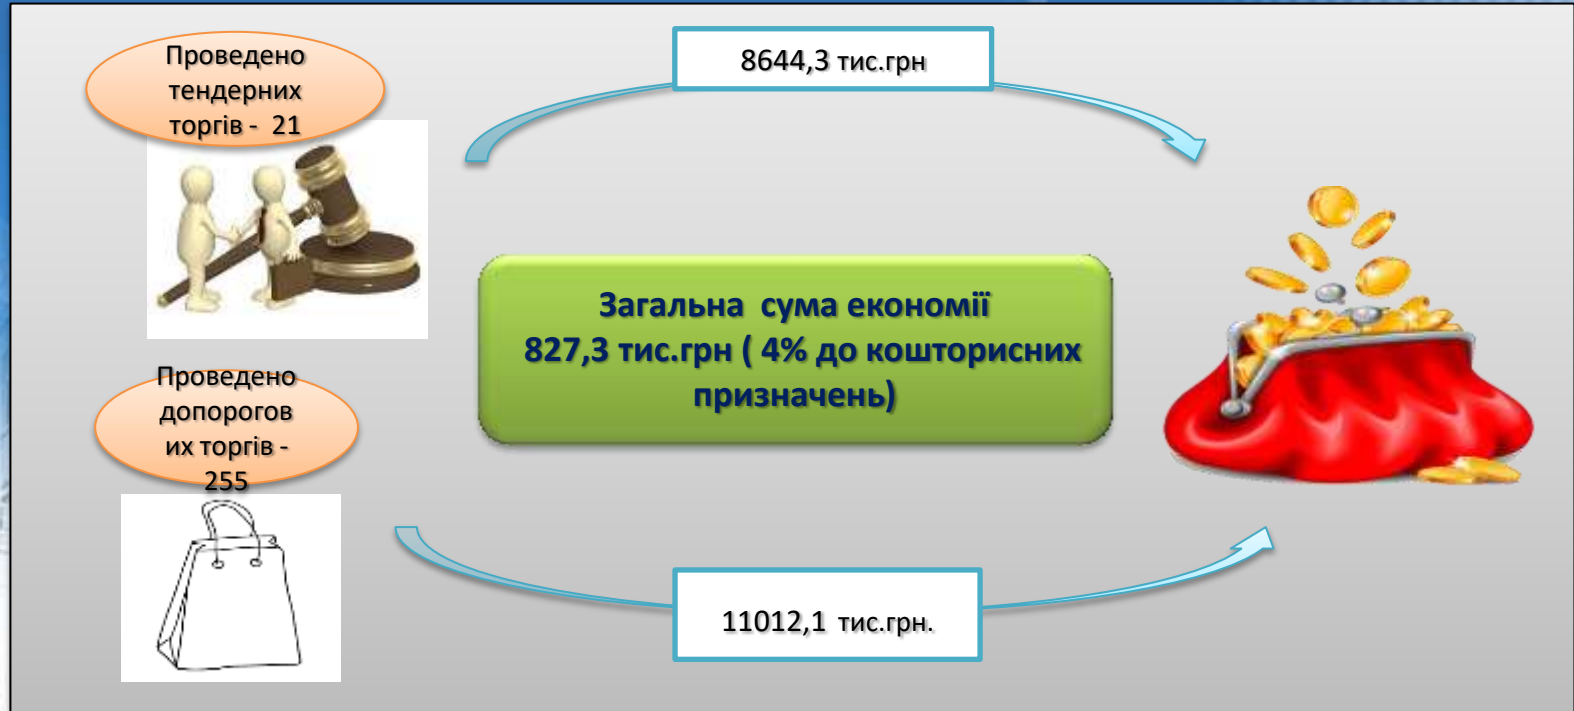 Проведено
тендерних
торгів - 21
8644,3 тис.грн
Загальна сума економії
827,3 тис.грн ( 4% до кошторисних
призначень)
Проведено
допорогов
их торгів -
255
11012,1 тис.грн.